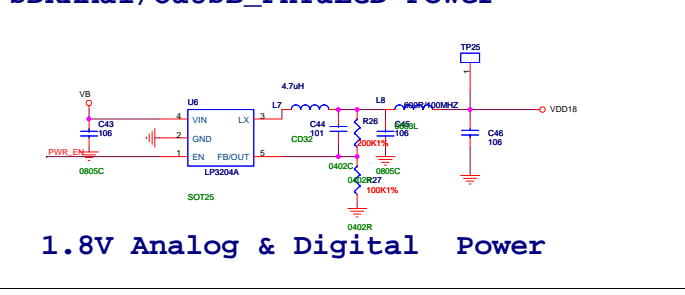 TP25
1
4.7uH
VB
U6
L7
L8
600R/100MHZ
VDD18
C43
106
4
VIN
LX
3
C44
101
R26
C45
106
C46
106
2
GND
CD32
200K1%
PWR_EN
1
EN
FB/OUT
5
0805C
LP3204A
0402C
0805C
0402R
R27
100K1%
SOT25
0402R
1.8V Analog & Digital Power